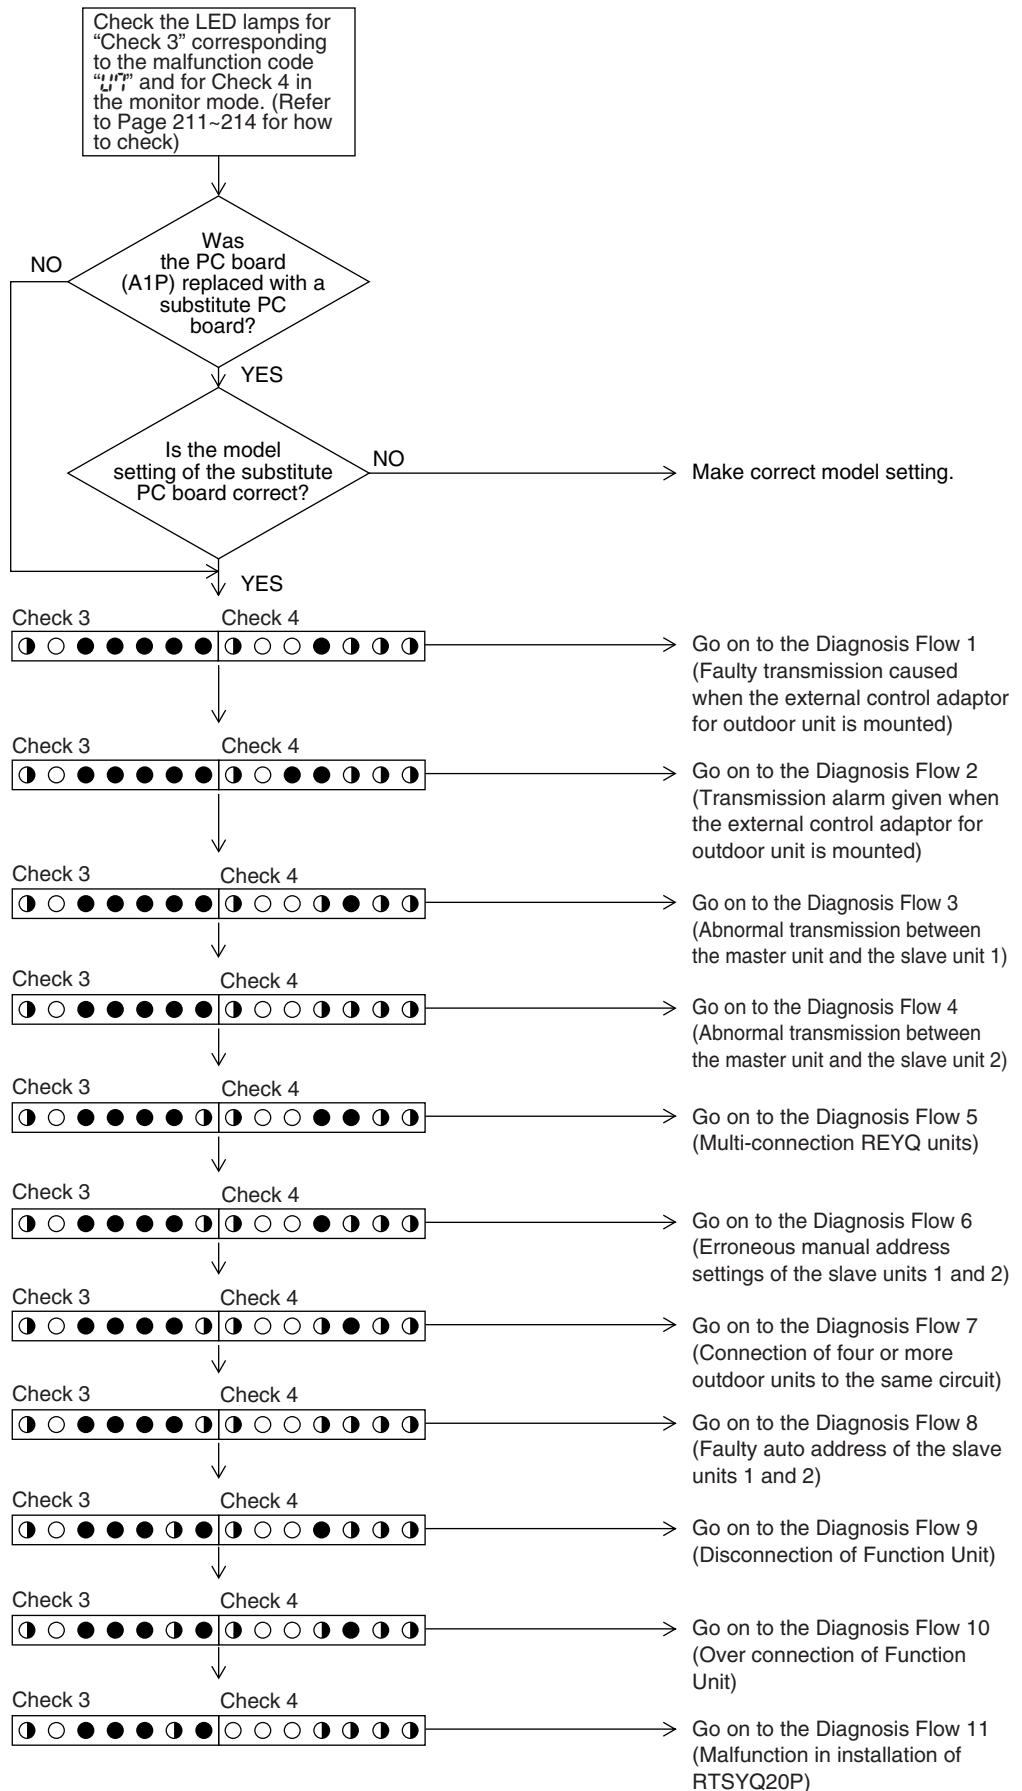 Check the LED lamps for
“Check 3” corresponding
to the malfunction code
“U7” and for Check 4 in
the monitor mode. (Refer
to Page 211~214 for how
to check)
Was
the PC board
(A1P) replaced with a
substitute PC
board?
NO
YES
Is the model
setting of the substitute
PC board correct?
NO
Make correct model setting.
YES
Check 3 Check 4
Go on to the Diagnosis Flow 1
(Faulty transmission caused
when the external control adaptor
for outdoor unit is mounted)
Check 3 Check 4
Go on to the Diagnosis Flow 2
(Transmission alarm given when
the external control adaptor for
outdoor unit is mounted)
Check 3 Check 4
Go on to the Diagnosis Flow 3
(Abnormal transmission between
the master unit and the slave unit 1)
Check 3 Check 4
Go on to the Diagnosis Flow 4
(Abnormal transmission between
the master unit and the slave unit 2)
Check 3 Check 4
Go on to the Diagnosis Flow 5
(Multi-connection REYQ units)
Check 3 Check 4
Go on to the Diagnosis Flow 6
(Erroneous manual address
settings of the slave units 1 and 2)
Check 3 Check 4
Go on to the Diagnosis Flow 7
(Connection of four or more
outdoor units to the same circuit)
Check 3 Check 4
Go on to the Diagnosis Flow 8
(Faulty auto address of the slave
units 1 and 2)
Check 3 Check 4
Go on to the Diagnosis Flow 9
(Disconnection of Function Unit)
Check 3 Check 4
Go on to the Diagnosis Flow 10
(Over connection of Function
Unit)
Check 3 Check 4
Go on to the Diagnosis Flow 11
(Malfunction in installation of
RTSYQ20P)